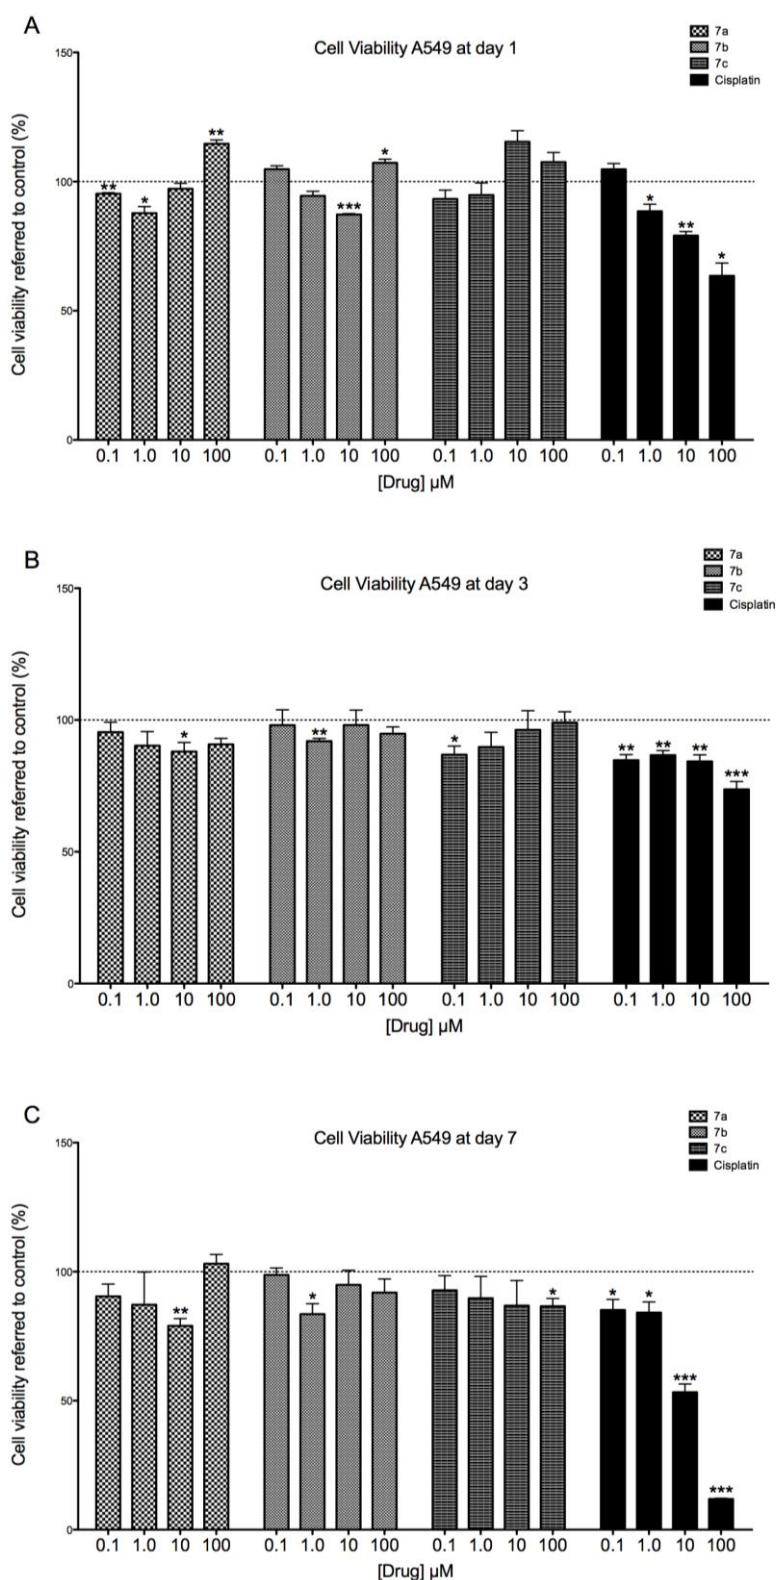 A
Cell Viability A549 at day 1
7a
7b
7c
Cisplatin
Cell viability referred to control (%)
150
100
50
0
** * **
*** *
* ** *
0.1 1.0 10 100 0.1 1.0 10 100 0.1 1.0 10 100 0.1 1.0 10 100
[Drug] µM
B
Cell Viability A549 at day 3
7a
7b
7c
Cisplatin
Cell viability referred to control (%)
150
100
50
0
*
**
*
** ** ** ***
0.1 1.0 10 100 0.1 1.0 10 100 0.1 1.0 10 100 0.1 1.0 10 100
[Drug] µM
C
Cell Viability A549 at day 7
7a
7b
7c
Cisplatin
Cell viability referred to control (%)
150
100
50
0
**
*
*
* * *** ***
0.1 1.0 10 100 0.1 1.0 10 100 0.1 1.0 10 100 0.1 1.0 10 100
[Drug] µM